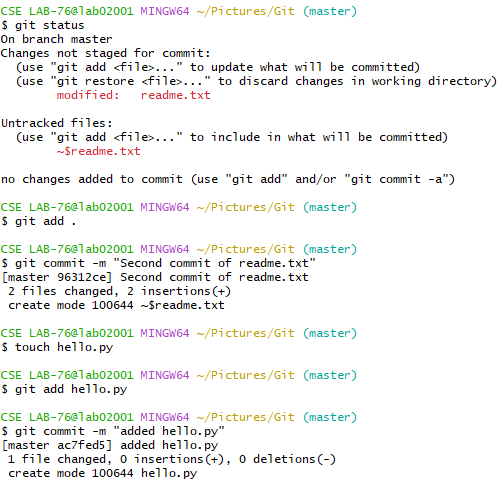 CSE LAB-76@lab02001 MINGW64 ~/Pictures/Git (master)
$ git status
On branch master
Changes not staged for commit:
  (use "git add <file>..." to update what will be committed)
  (use "git restore <file>..." to discard changes in working directory)
        modified:   readme.txt

Untracked files:
  (use "git add <file>..." to include in what will be committed)
        ~$readme.txt

no changes added to commit (use "git add" and/or "git commit -a")

CSE LAB-76@lab02001 MINGW64 ~/Pictures/Git (master)
$ git add .

CSE LAB-76@lab02001 MINGW64 ~/Pictures/Git (master)
$ git commit -m "Second commit of readme.txt"
[master 96312ce] Second commit of readme.txt
 2 files changed, 2 insertions(+)
 create mode 100644 ~$readme.txt

CSE LAB-76@lab02001 MINGW64 ~/Pictures/Git (master)
$ touch hello.py

CSE LAB-76@lab02001 MINGW64 ~/Pictures/Git (master)
$ git add hello.py

CSE LAB-76@lab02001 MINGW64 ~/Pictures/Git (master)
$ git commit -m "added hello.py"
[master ac7fed5] added hello.py
 1 file changed, 0 insertions(+), 0 deletions(-)
 create mode 100644 hello.py